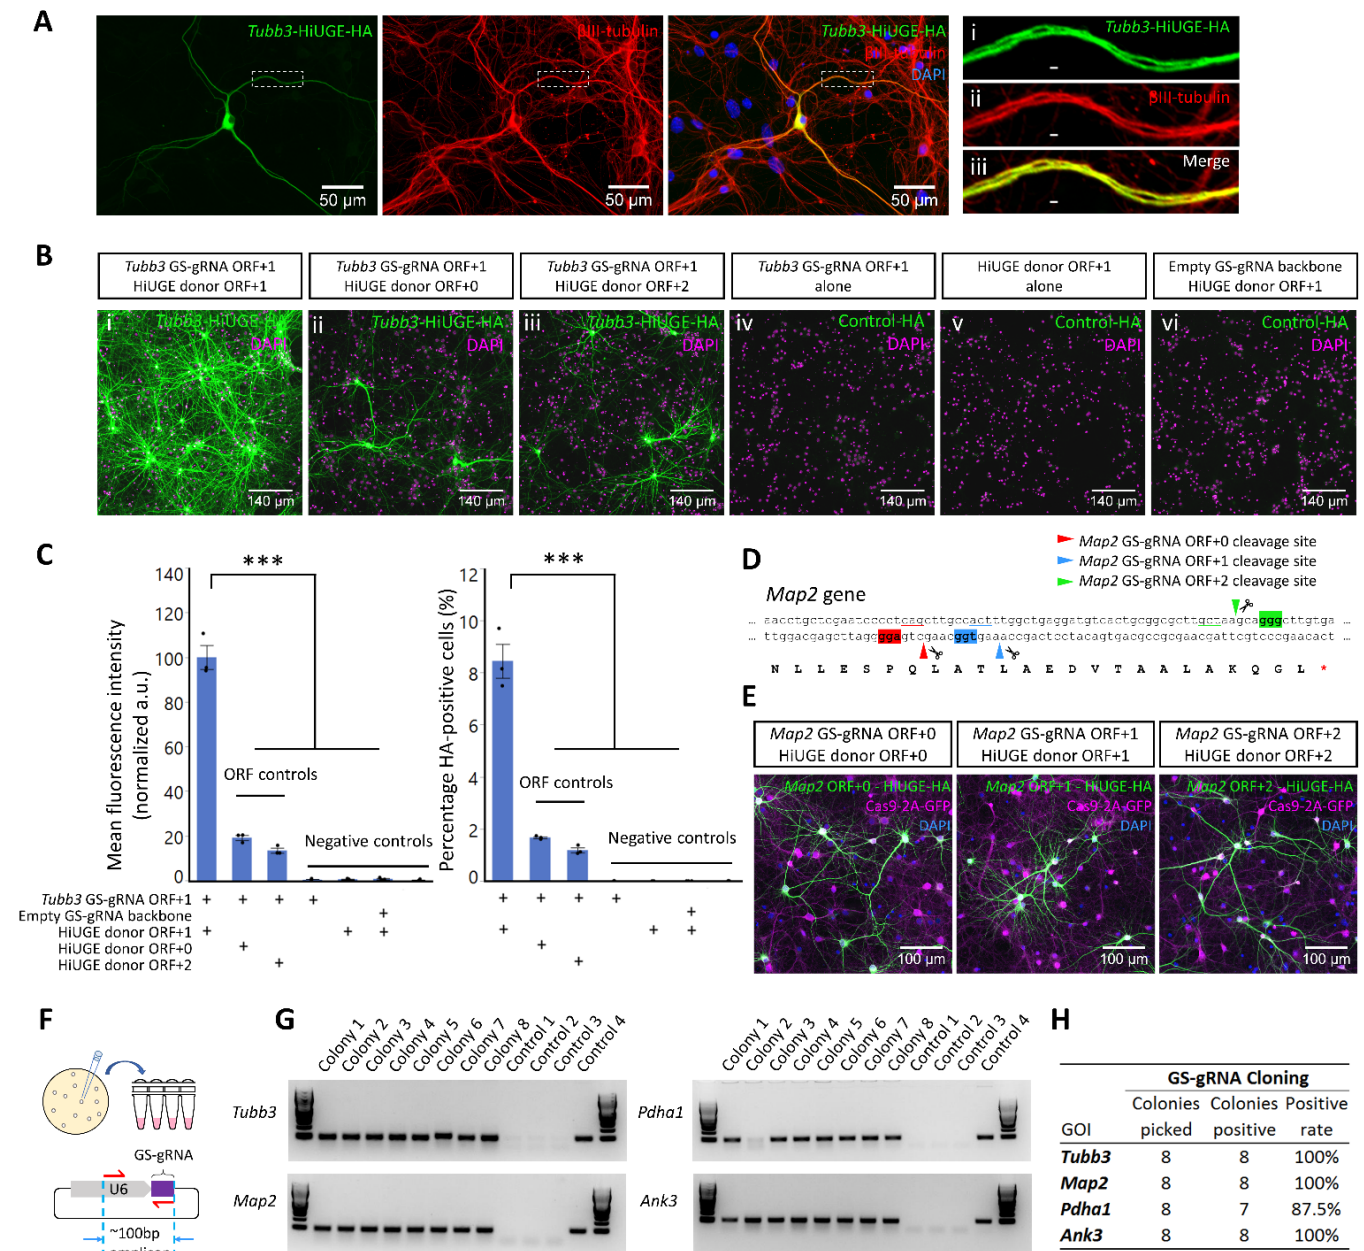 A
Tubb3-HiUGE-HA
βIII-tubulin
Tubb3-HiUGE-HA
βIII-tubulin
DAPI
50 µm
50 µm
50 µm
i
Tubb3-HiUGE-HA
ii
βIII-tubulin
iii
Merge
B
Tubb3 GS-gRNA ORF+1
HiUGE donor ORF+1
Tubb3 GS-gRNA ORF+1
HiUGE donor ORF+0
Tubb3 GS-gRNA ORF+1
HiUGE donor ORF+2
Tubb3 GS-gRNA ORF+1
alone
HiUGE donor ORF+1
alone
Empty GS-gRNA backbone
HiUGE donor ORF+1
i
Tubb3-HiUGE-HA
DAPI
140 µm
ii
Tubb3-HiUGE-HA
DAPI
140 µm
iii
Tubb3-HiUGE-HA
DAPI
140 µm
iv
Control-HA
DAPI
140 µm
v
Control-HA
DAPI
140 µm
vi
Control-HA
DAPI
140 µm
C
Mean fluorescence intensity
(normalized a.u.)
140
120
100
80
60
40
20
0
***
ORF controls
Negative controls
Percentage HA-positive cells (%)
12
10
8
6
4
2
0
***
ORF controls
Negative controls
Tubb3 GS-gRNA ORF+1 + + + + + + + +
Empty GS-gRNA backbone + +
HiUGE donor ORF+1 + + + + + +
HiUGE donor ORF+0 + +
HiUGE donor ORF+2 + +
D
Map2 GS-gRNA ORF+0 cleavage site
Map2 GS-gRNA ORF+1 cleavage site
Map2 GS-gRNA ORF+2 cleavage site
Map2 gene
... aacctgctcgaatcccctcagcttgccactttggctgaggatgtcactgcggcgcttgctaagcagggcttgtga ...
... ttggacgagcttaggggagtcgaacggtgaaaccgactcctacagtgacgccgcgaacgattcgtcccgaacact ...
N L L E S P Q L A T L A E D V T A A L A K Q G L *
E
Map2 GS-gRNA ORF+0
HiUGE donor ORF+0
Map2 GS-gRNA ORF+1
HiUGE donor ORF+1
Map2 GS-gRNA ORF+2
HiUGE donor ORF+2
Map2 ORF+0 - HiUGE-HA
Cas9-2A-GFP
DAPI
100 µm
Map2 ORF+1 - HiUGE-HA
Cas9-2A-GFP
DAPI
100 µm
Map2 ORF+2 - HiUGE-HA
Cas9-2A-GFP
DAPI
100 µm
F
GS-gRNA
U6
~100bp
G
Colony 1
Colony 2
Colony 3
Colony 4
Colony 5
Colony 6
Colony 7
Colony 8
Control 1
Control 2
Control 3
Control 4
Tubb3
Map2
Colony 1
Colony 2
Colony 3
Colony 4
Colony 5
Colony 6
Colony 7
Colony 8
Control 1
Control 2
Control 3
Control 4
Pdha1
Ank3
H
GS-gRNA Cloning
GOI Colonies picked Colonies positive Positive rate
Tubb3 8 8 100%
Map2 8 8 100%
Pdha1 8 7 87.5%
Ank3 8 8 100%